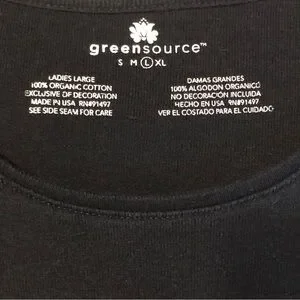 greensource™
S M L XL
LADIES LARGE
100% ORGANIC COTTON
EXCLUSIVE OF DECORATION
MADE IN USA RN#91497
SEE SIDE SEAM FOR CARE
DAMAS GRANDES
100% ALGODON ORGANICO
NO DECORACIÓN INCLUIDA
HECHO EN USA RN#91497
VER EL COSTADO PARA EL CUIDADO